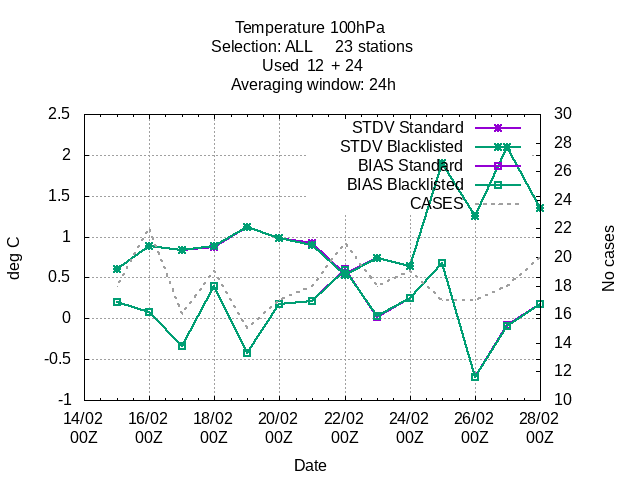 Temperature 100hPa
Selection: ALL     23 stations
Used  12 + 24
Averaging window: 24h
STDV Standard
STDV Blacklisted
BIAS Standard
BIAS Blacklisted
CASES
deg C
2.5
2
1.5
1
0.5
0
-0.5
-1
No cases
30
28
26
24
22
20
18
16
14
12
10
14/02 16/02 18/02 20/02 22/02 24/02 26/02 28/02
00Z 00Z 00Z 00Z 00Z 00Z 00Z 00Z
Date